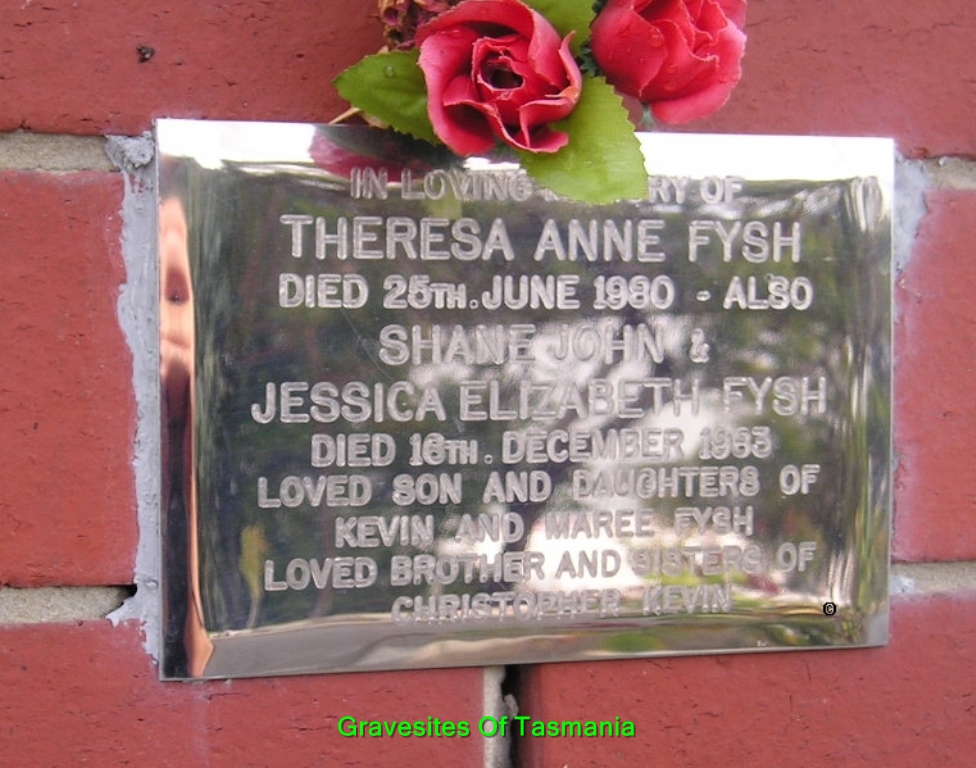 IN LOVING RY OF
THERESA ANNE FYSH
DIED 25TH. JUNE 1980 - ALSO
SHANE JOHN &
JESSICA ELIZABETH FYSH
DIED 16TH. DECEMBER 1983
LOVED SON AND DAUGHTERS OF
KEVIN AND MAREE FYSH
LOVED BROTHER AND SISTERS OF
CHRISTOPHER KEVIN
©
Gravesites Of Tasmania